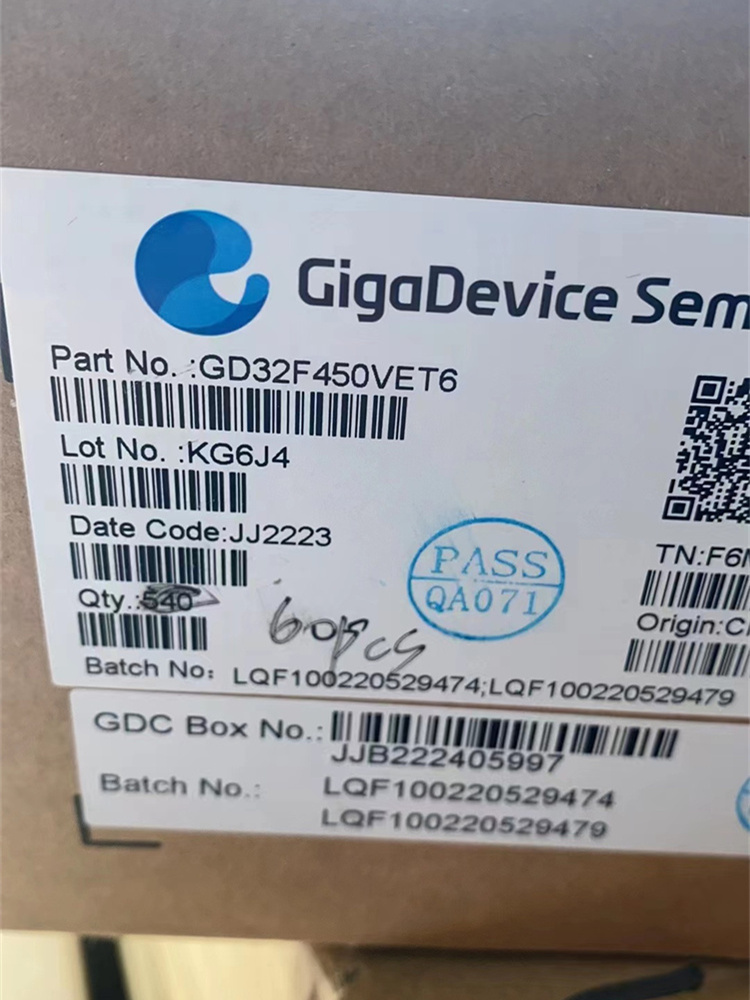 GigaDevice Sem
Part No. :GD32F450VET6
Lot No. :KG6J4
Date Code:JJ2223
Qty.:540
60pcs
PASS
QA071
TN:F6
Origin:C
Batch No: LQF100220529474;LQF100220529479
GDC Box No.:
JJB222405997
Batch No.: LQF100220529474
LQF100220529479